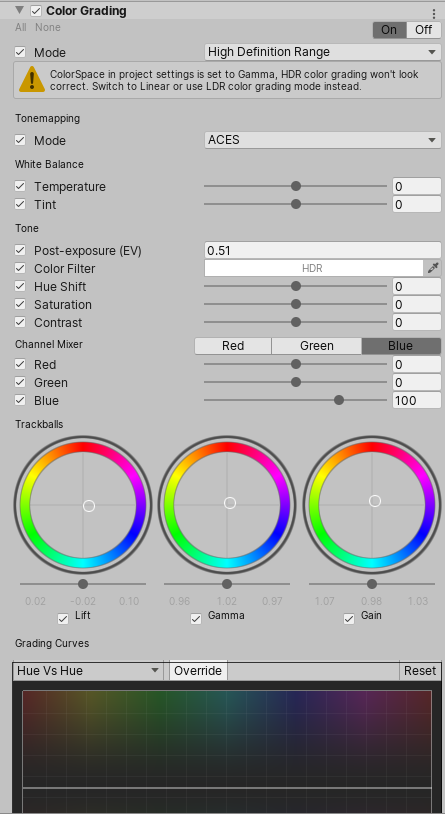 Color Grading
All None On Off
Mode High Definition Range
ColorSpace in project settings is set to Gamma, HDR color grading won't look
correct. Switch to Linear or use LDR color grading mode instead.
Tonemapping
Mode ACES
White Balance
Temperature 0
Tint 0
Tone
Post-exposure (EV) 0.51
Color Filter HDR
Hue Shift 0
Saturation 0
Contrast 0
Channel Mixer Red Green Blue
Red 0
Green 0
Blue 100
Trackballs
0.02 -0.02 0.10 0.96 1.02 0.97 1.07 0.98 1.03
Lift Gamma Gain
Grading Curves
Hue Vs Hue Override Reset